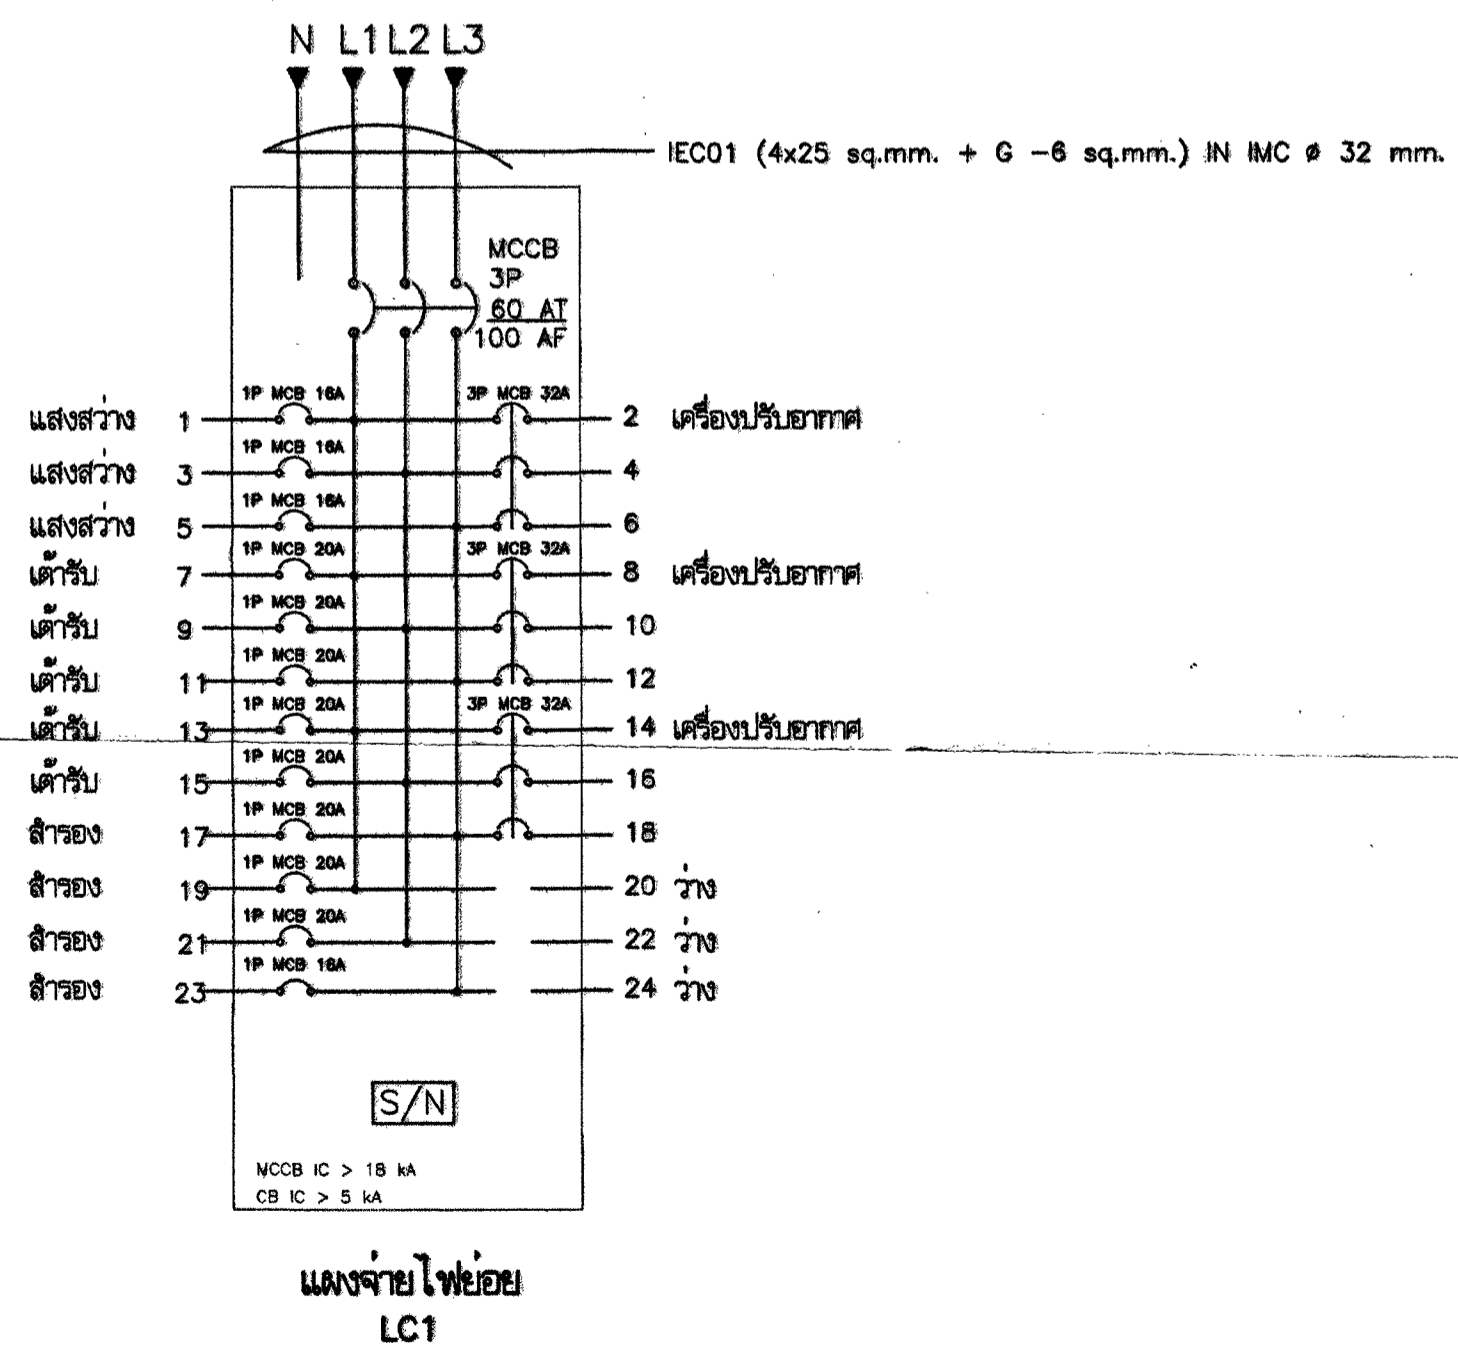 N L1 L2 L3
IEC01 (4x25 sq.mm. + G -6 sq.mm.) IN IMC ø 32 mm.
MCCB
3P
60 AT
100 AF
1P MCB 16A 3P MCB 32A
แสงสว่าง 1 2 เครื่องปรับอากาศ
1P MCB 16A
แสงสว่าง 3 4
1P MCB 16A
แสงสว่าง 5 6
1P MCB 20A 3P MCB 32A
เต้ารับ 7 8 เครื่องปรับอากาศ
1P MCB 20A
เต้ารับ 9 10
1P MCB 20A
เต้ารับ 11 12
1P MCB 20A 3P MCB 32A
เต้ารับ 13 14 เครื่องปรับอากาศ
1P MCB 20A
เต้ารับ 15 16
1P MCB 20A
สำรอง 17 18
1P MCB 20A
สำรอง 19 20 ว่าง
1P MCB 20A
สำรอง 21 22 ว่าง
1P MCB 16A
สำรอง 23 24 ว่าง
S/N
MCCB IC > 18 kA
CB IC > 5 kA
แผงจ่ายไฟย่อย
LC1